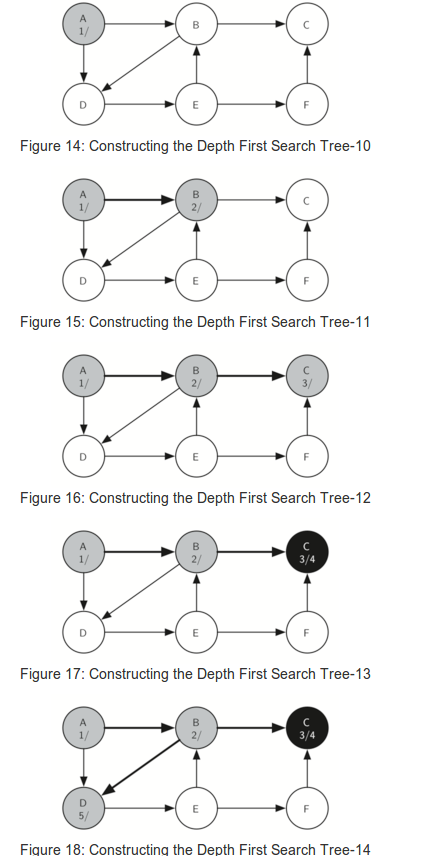 A B C
1/
D E F
Figure 14: Constructing the Depth First Search Tree-10
A B C
1/ 2/
D E F
Figure 15: Constructing the Depth First Search Tree-11
A B C
1/ 2/ 3/
D E F
Figure 16: Constructing the Depth First Search Tree-12
A B C
1/ 2/ 3/4
D E F
Figure 17: Constructing the Depth First Search Tree-13
A B C
1/ 2/ 3/4
D E F
5/
Figure 18: Constructing the Depth First Search Tree-14